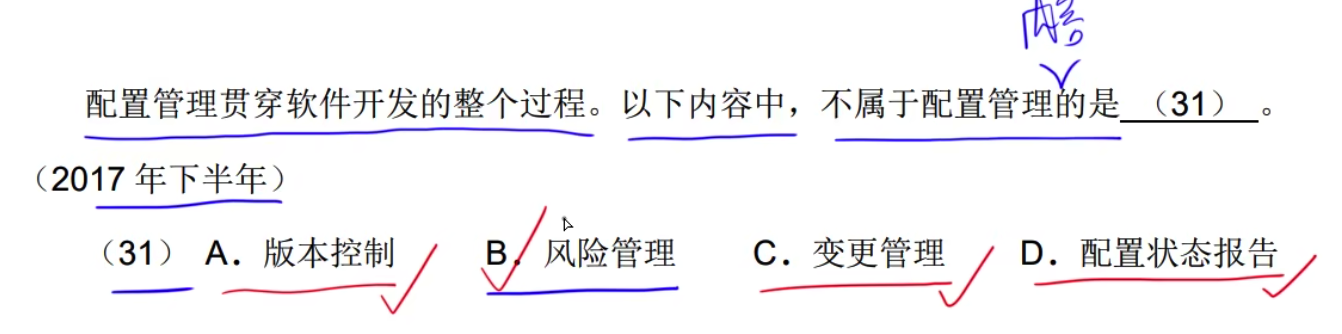 内容
配置管理贯穿软件开发的整个过程。以下内容中，不属于配置管理的是（31）。
（2017 年下半年）
（31） A．版本控制 B．风险管理 C．变更管理 D．配置状态报告